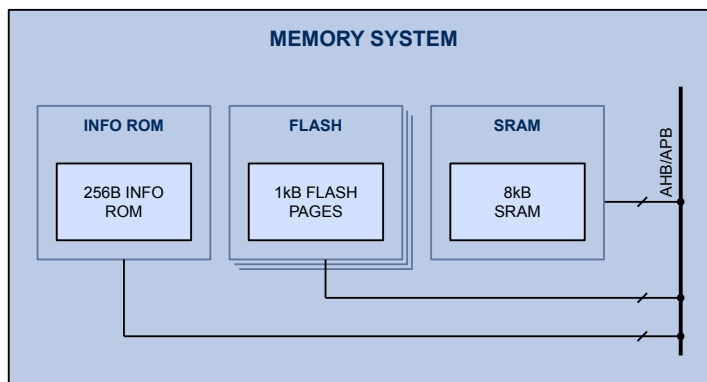 MEMORY SYSTEM
INFO ROM
FLASH
SRAM
256B INFO
ROM
1kB FLASH
PAGES
8kB
SRAM
AHB/APB